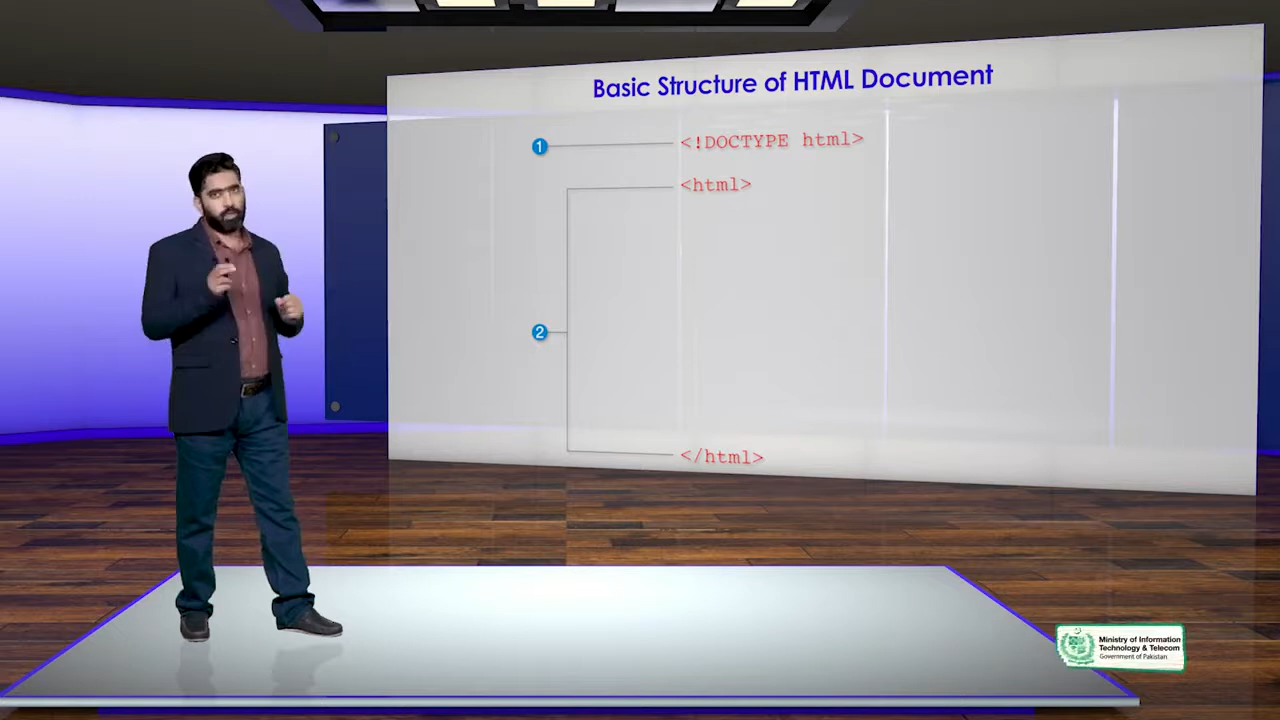 Basic Structure of HTML Document
1
<!DOCTYPE html>
<html>
2
</html>
Ministry of Information
Technology & Telecom
Government of Pakistan